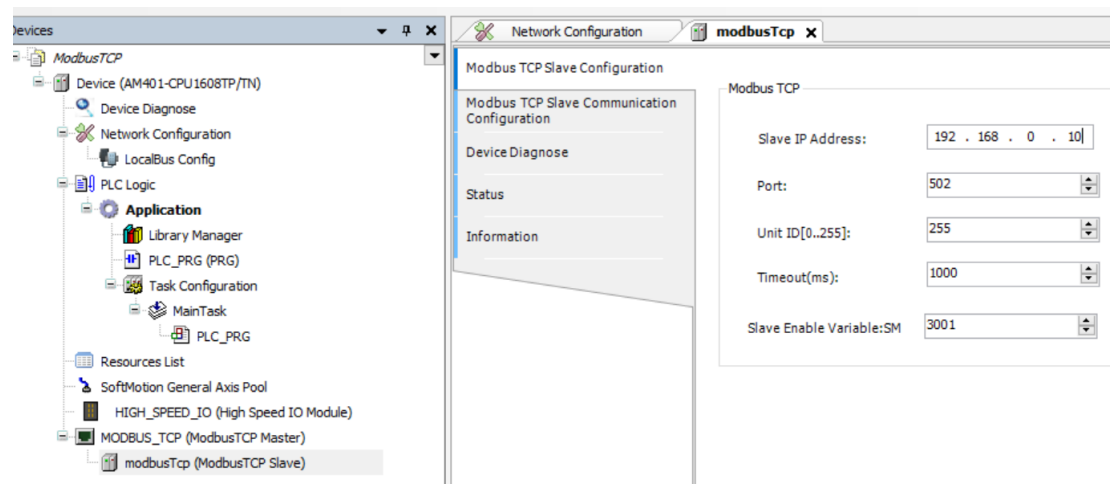 Devices
ModbusTCP
Device (AM401-CPU1608TP/TN)
Device Diagnose
Network Configuration
LocalBus Config
PLC Logic
Application
Library Manager
PLC_PRG (PRG)
Task Configuration
MainTask
PLC_PRG
Resources List
SoftMotion General Axis Pool
HIGH_SPEED_IO (High Speed IO Module)
MODBUS_TCP (ModbusTCP Master)
modbusTcp (ModbusTCP Slave)
Network Configuration
modbusTcp
Modbus TCP Slave Configuration
Modbus TCP Slave Communication
Configuration
Device Diagnose
Status
Information
Modbus TCP
Slave IP Address: 192 . 168 . 0 . 10
Port: 502
Unit ID[0..255]: 255
Timeout(ms): 1000
Slave Enable Variable:SM 3001